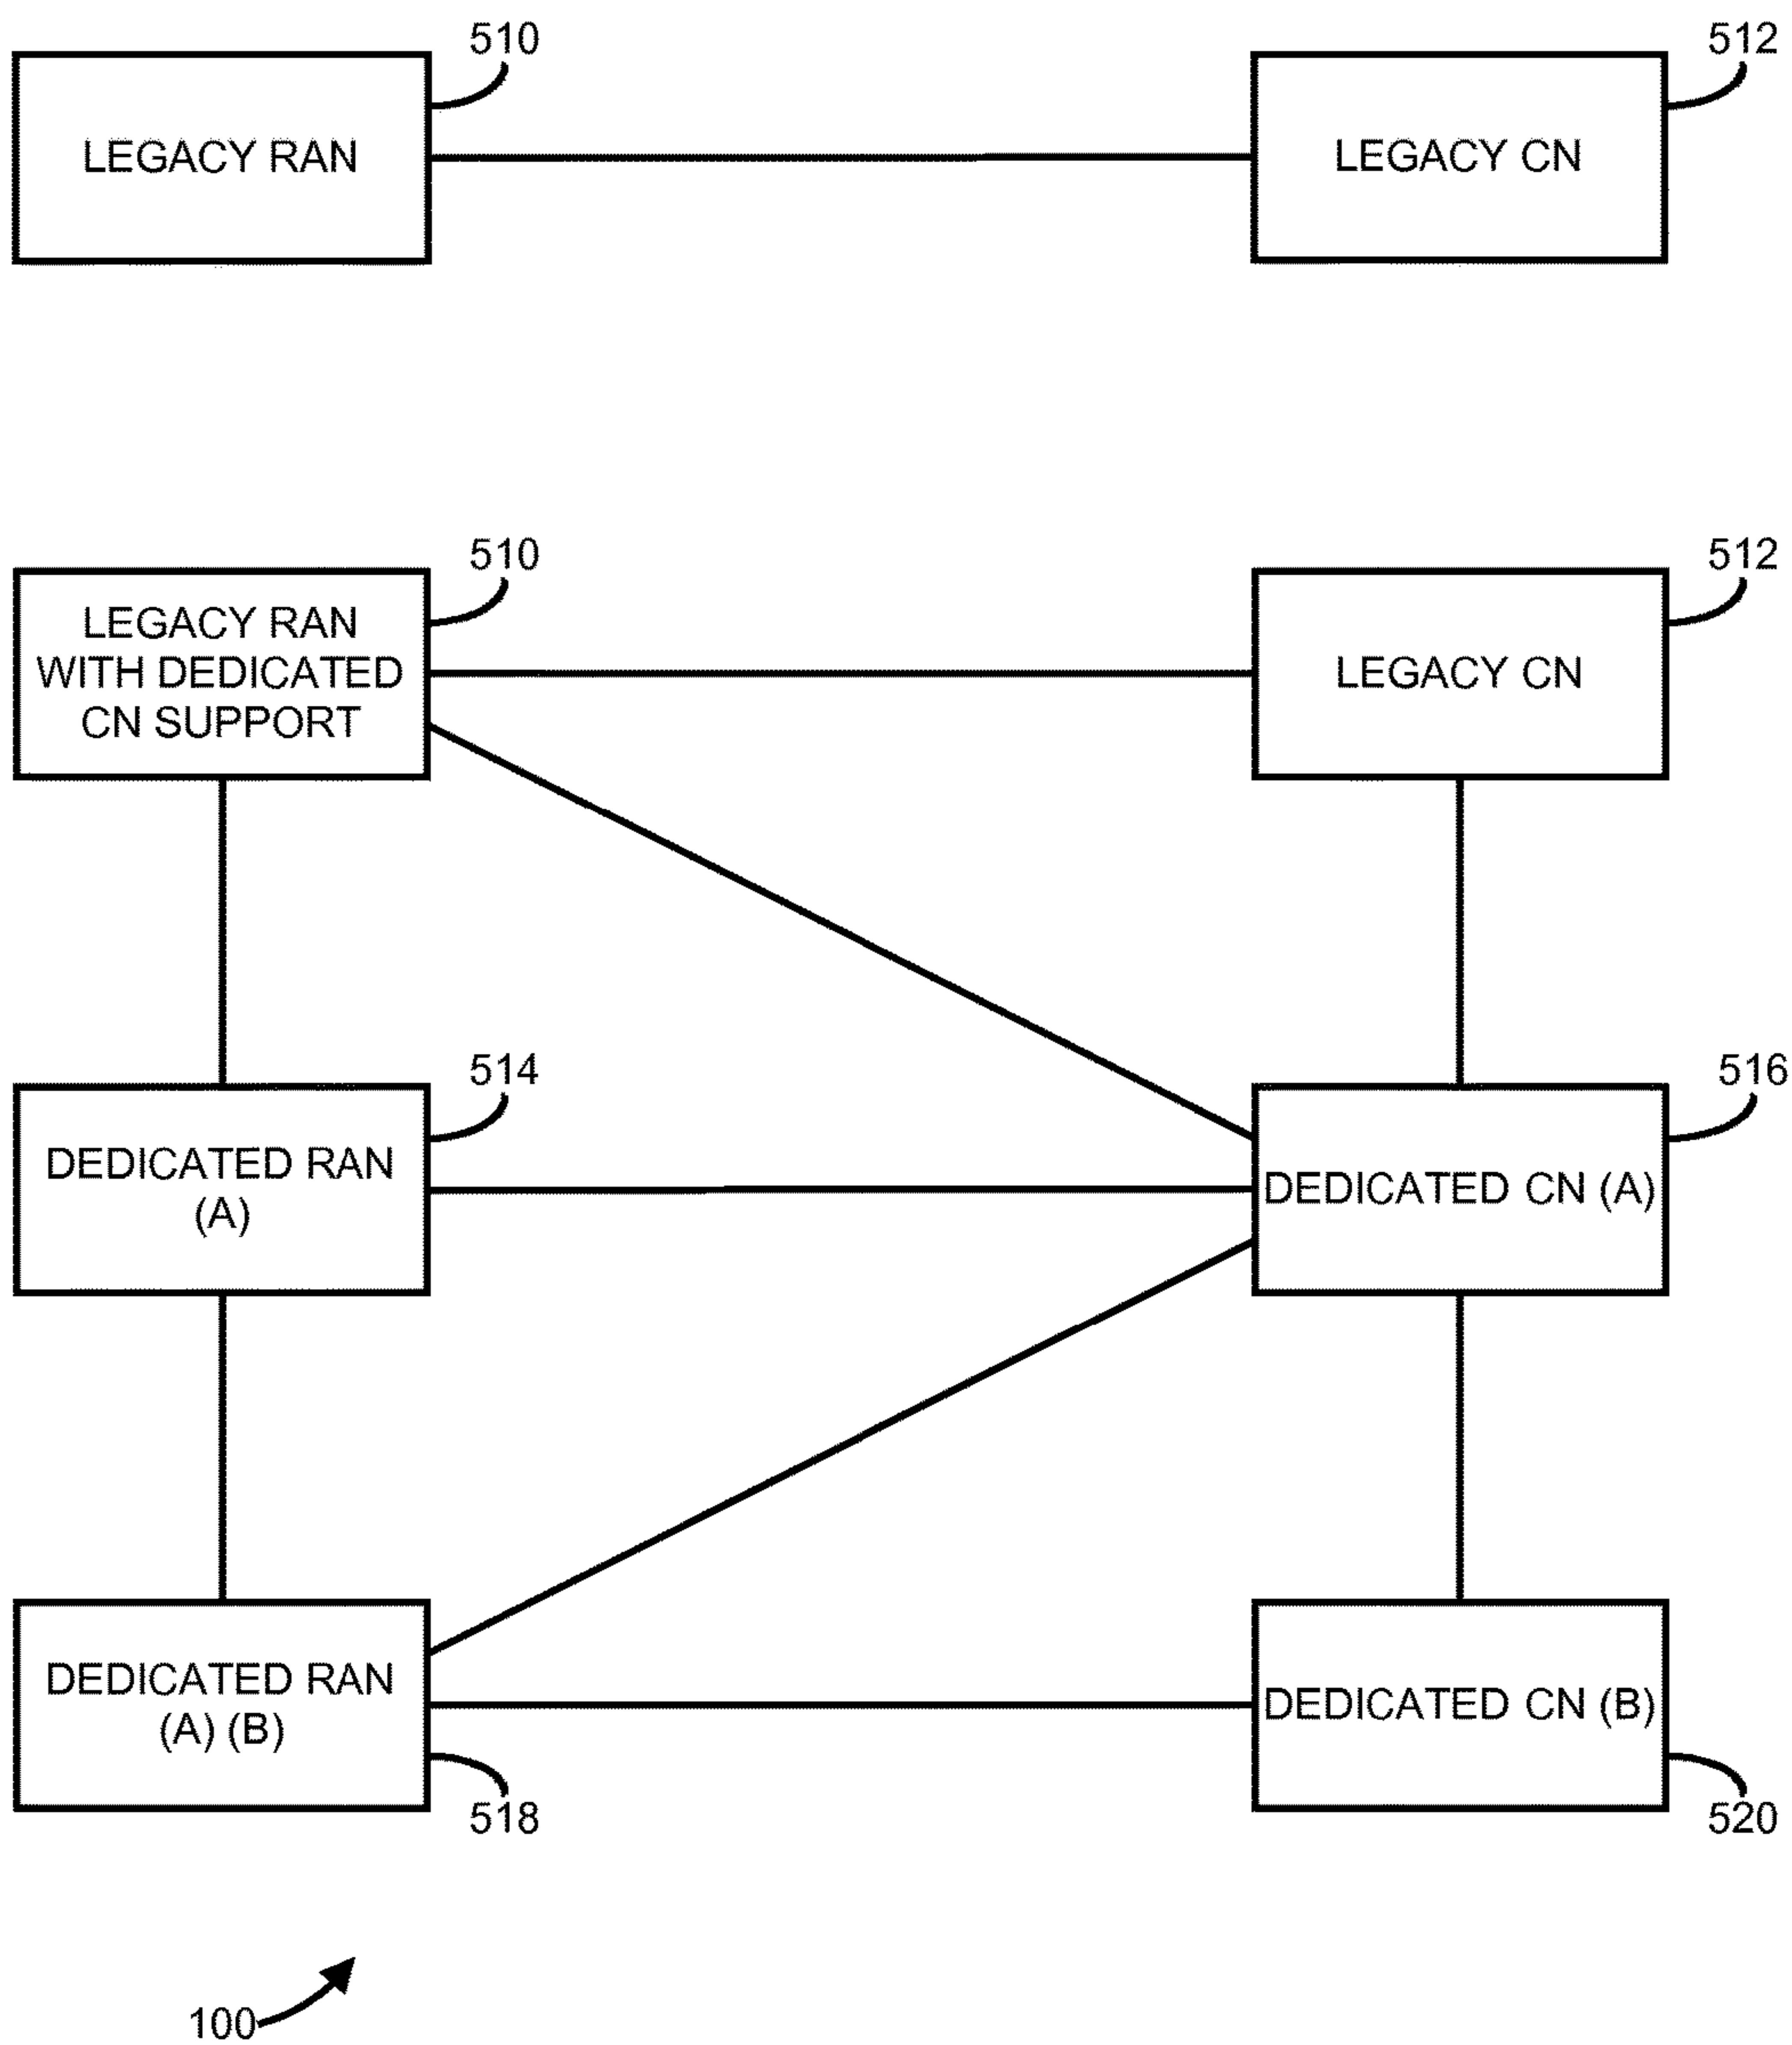 510
512
LEGACY RAN
LEGACY CN
510
512
LEGACY RAN
WITH DEDICATED
CN SUPPORT
LEGACY CN
514
516
DEDICATED RAN
(A)
DEDICATED CN (A)
DEDICATED RAN
(A) (B)
DEDICATED CN (B)
518
520
100